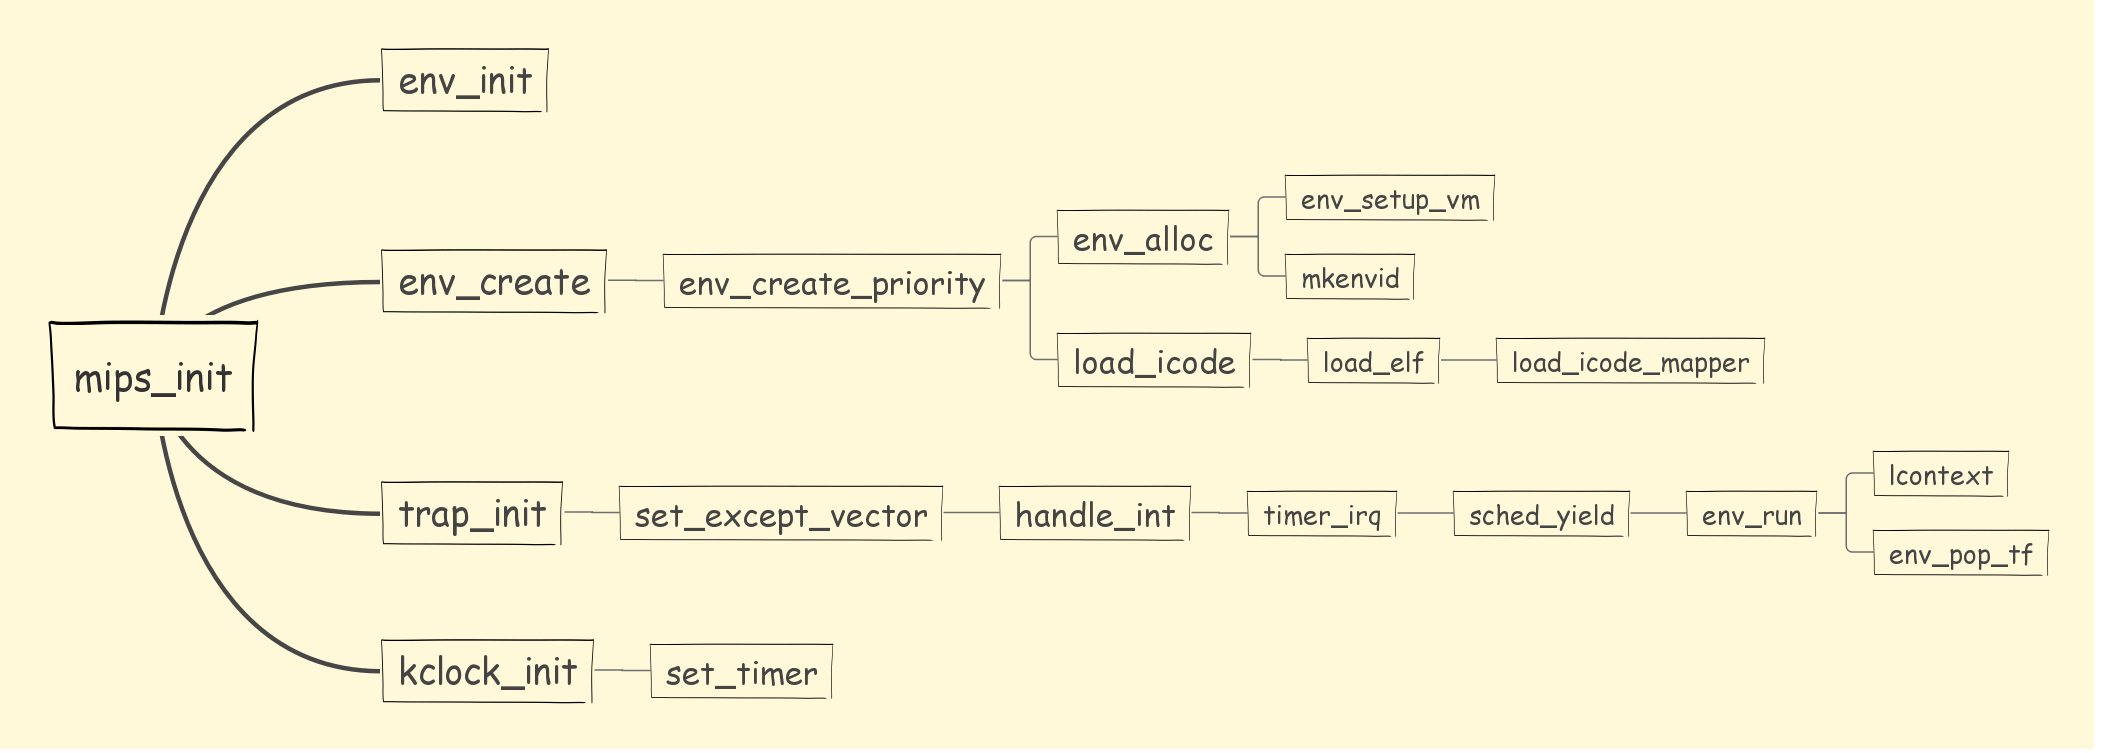 mips_init
env_init
env_create
env_create_priority
env_alloc
env_setup_vm
mkenvid
load_icode
load_elf
load_icode_mapper
trap_init
set_except_vector
handle_int
timer_irq
sched_yield
env_run
lcontext
env_pop_tf
kclock_init
set_timer